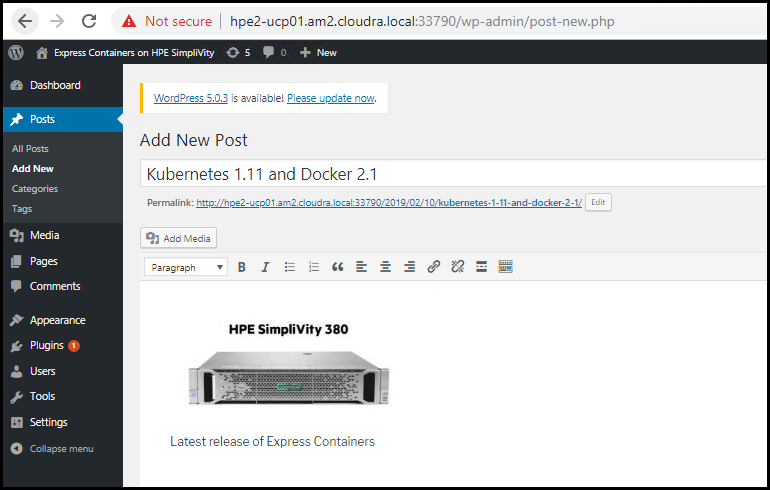 Not secure | hpe2-ucp01.am2.cloudra.local:33790/wp-admin/post-new.php
Express Containers on HPE SimpliVity 5 0 New
Dashboard
Posts
All Posts
Add New
Categories
Tags
Media
Pages
Comments
Appearance
Plugins 1
Users
Tools
Settings
Collapse menu
WordPress 5.0.3 is available! Please update now.
Add New Post
Kubernetes 1.11 and Docker 2.1
Permalink: http://hpe2-ucp01.am2.cloudra.local:33790/2019/02/10/kubernetes-1-11-and-docker-2-1/ Edit
Add Media
Paragraph B I
HPE SimpliVity 380
Latest release of Express Containers